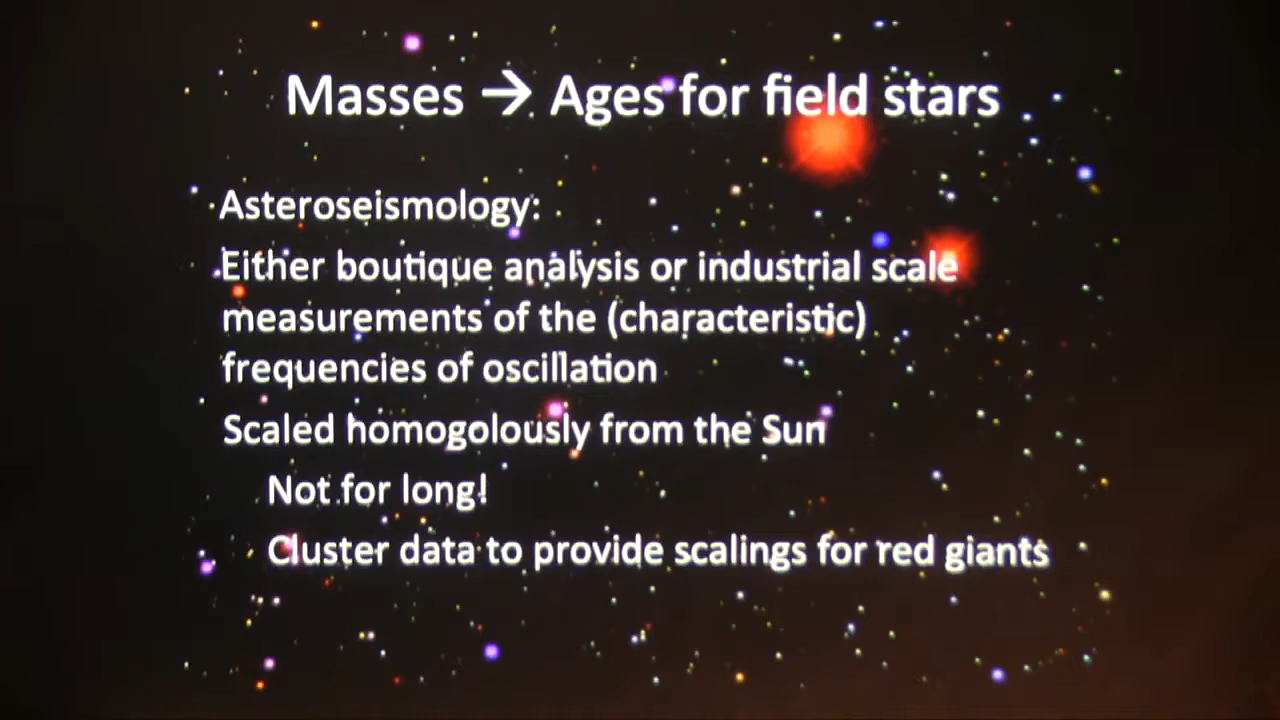 Masses → Ages for field stars
Asteroseismology:
Either boutique analysis or industrial scale
measurements of the (characteristic)
frequencies of oscillation
Scaled homogolously from the Sun
Not for long!
Cluster data to provide scalings for red giants